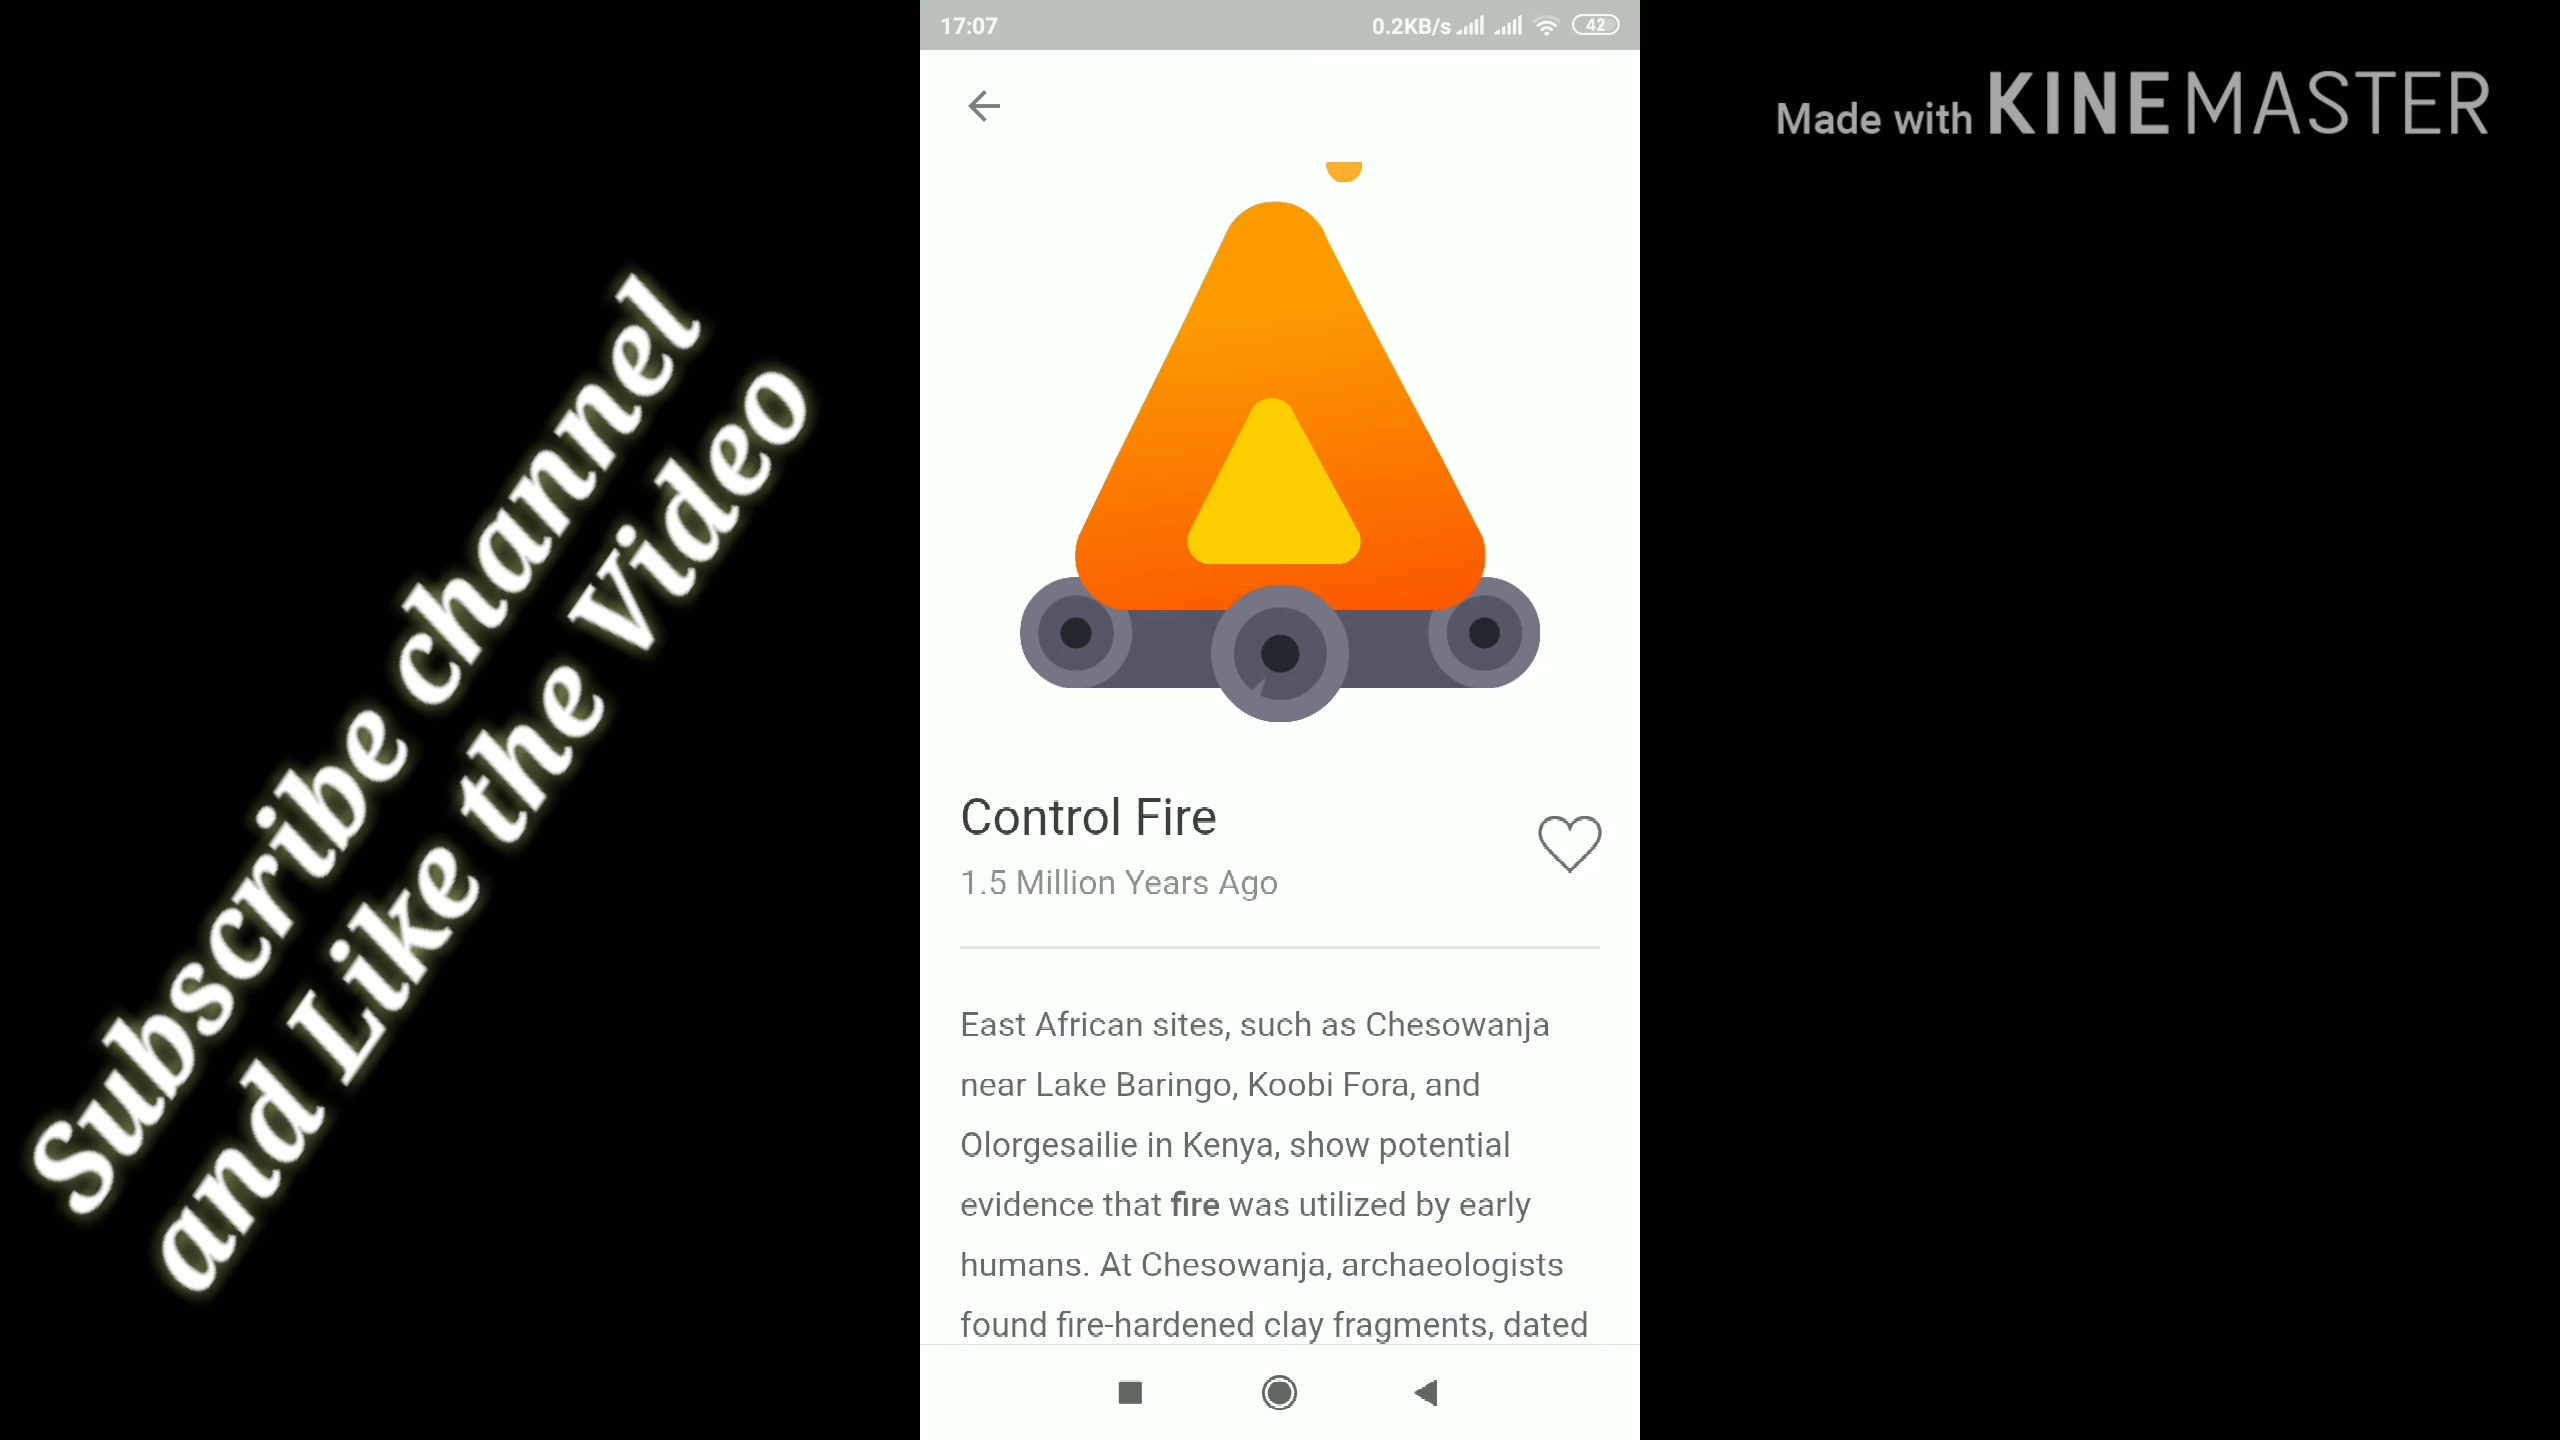 17:07
0.2KB/s
42
Made with KINEMASTER
Subscribe channel
and Like the Video
Control Fire
1.5 Million Years Ago
East African sites, such as Chesowanja
near Lake Baringo, Koobi Fora, and
Olorgesailie in Kenya, show potential
evidence that fire was utilized by early
humans. At Chesowanja, archaeologists
found fire-hardened clay fragments, dated